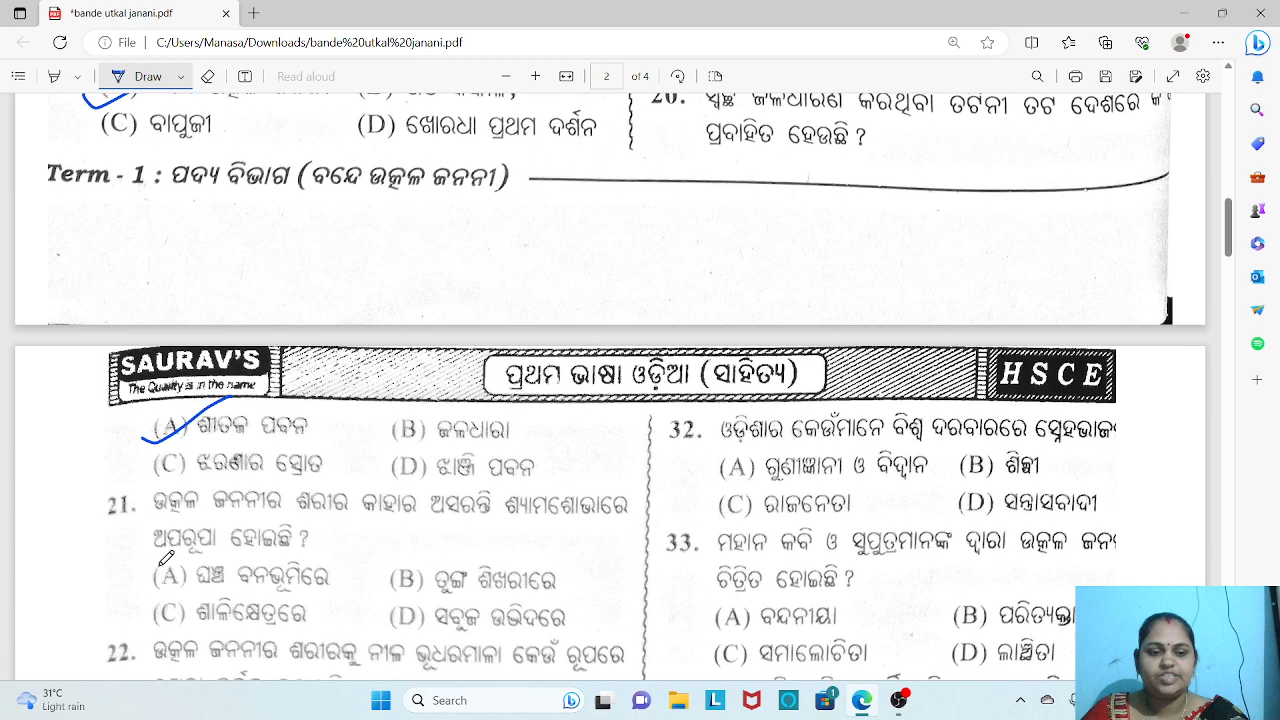 *bande utkal janani.pdf
File C:/Users/Manasa/Downloads/bande%20utkal%20janani.pdf
Draw Read aloud 2 of 4
(C) ବାପୁଜୀ (D) ଖୋରଧା ପ୍ରଥମ ଦର୍ଶନ
20. ସ୍ୱଚ୍ଛ ଜଳଧାରଣ କରଥିବା ତଟନୀ ତଟ ଦେଶରେ
ପ୍ରବାହିତ ହେଉଛି ?
Term - 1 : ପଦ୍ୟ ବିଭାଗ (ବନ୍ଦେ ଉତ୍କଳ ଜନନୀ)
SAURAV'S
The Quality is in the name
ପ୍ରଥମ ଭାଷା ଓଡ଼ିଆ (ସାହିତ୍ୟ)
HSCE
(A) ଶୀତଳ ପବନ (B) ଜଳଧାରା
(C) ଝରଣାର ସ୍ରୋତ (D) ଝାଞ୍ଜି ପବନ
21. ଉତ୍କଳ ଜନନୀର ଶରୀର କାହାର ଅସରନ୍ତି ଶ୍ୟାମଶୋଭାରେ
ଅପରୂପା ହୋଇଛି ?
(A) ଘଞ୍ଚ ବନଭୂମିରେ (B) ତୁଙ୍ଗ ଶିଖରୀରେ
(C) ଶାଳିକ୍ଷେତ୍ରରେ (D) ସବୁଜ ଉଦ୍ଭିଦରେ
22. ଉତ୍କଳ ଜନନୀର ଶରୀରକୁ ନୀଳ ଭୂଧରମାଳା କେଉଁ ରୂପରେ
32. ଓଡ଼ିଶାର କେଉଁମାନେ ବିଶ୍ୱ ଦରବାରରେ
(A) ଗୁଣୀଜ୍ଞାନୀ ଓ ବିଦ୍ୱାନ (B) ଶିଳ୍ପୀ
(C) ରାଜନେତା (D) ସନ୍ତ୍ରାସବାଦୀ
33. ମହାନ କବି ଓ ସୁପୁତ୍ରମାନଙ୍କ ଦ୍ୱାରା ଉତ୍କଳ
ଚିତ୍ରିତ ହୋଇଛି ?
(A) ବନ୍ଦନୀୟା (B) ପରିତ୍ୟକ୍ତା
(C) ସମାଲୋଚିତା (D) ଲାଞ୍ଛିତା
31°C
Light rain
Search